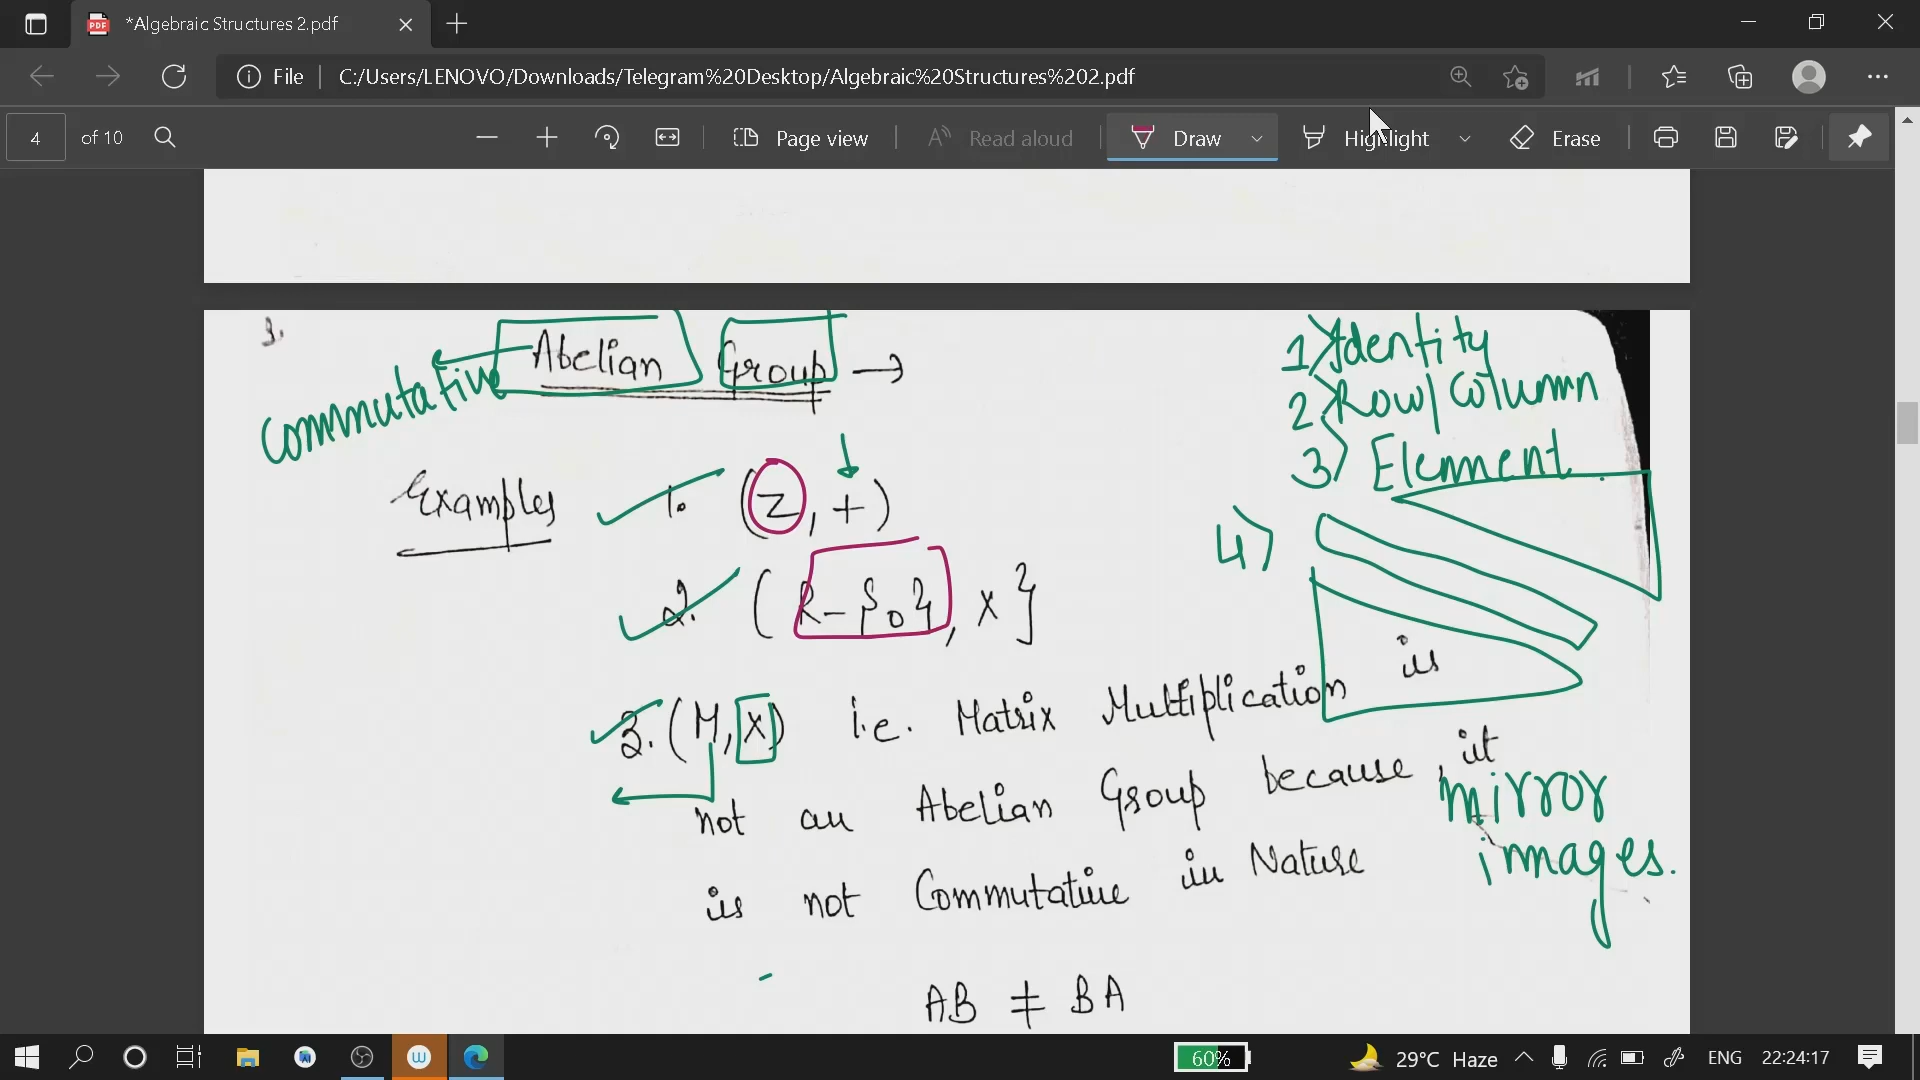 *Algebraic Structures 2.pdf
File
C:/Users/LENOVO/Downloads/Telegram%20Desktop/Algebraic%20Structures%202.pdf
4 of 10
Page view
Read aloud
Draw
Highlight
Erase
3.
Abelian Group →
commutative
1) Identity
2) Row/Column
3) Element
4)
Examples 1. (Z, +)
2. (R-{0}, x}
3. (M, X) i.e. Matrix Multiplication is
not an Abelian Group because, it
is not Commutative in Nature
mirror
images.
AB ≠ BA
60%
29°C Haze
ENG
22:24:17